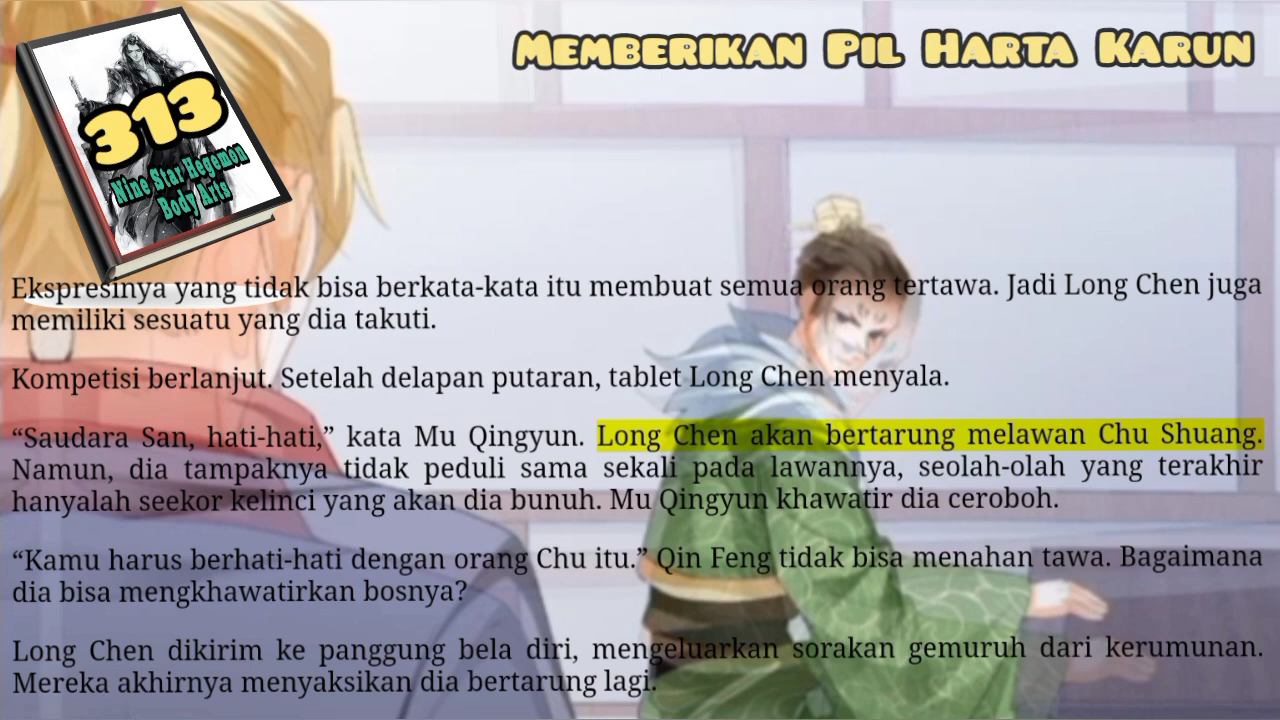 Memberikan Pil Harta Karun
313
Nine Star Hegemon
Body Arts
Ekspresinya yang tidak bisa berkata-kata itu membuat semua orang tertawa. Jadi Long Chen juga
memiliki sesuatu yang dia takuti.
Kompetisi berlanjut. Setelah delapan putaran, tablet Long Chen menyala.
“Saudara San, hati-hati,” kata Mu Qingyun. Long Chen akan bertarung melawan Chu Shuang.
Namun, dia tampaknya tidak peduli sama sekali pada lawannya, seolah-olah yang terakhir
hanyalah seekor kelinci yang akan dia bunuh. Mu Qingyun khawatir dia ceroboh.
“Kamu harus berhati-hati dengan orang Chu itu.” Qin Feng tidak bisa menahan tawa. Bagaimana
dia bisa mengkhawatirkan bosnya?
Long Chen dikirim ke panggung bela diri, mengeluarkan sorakan gemuruh dari kerumunan.
Mereka akhirnya menyaksikan dia bertarung lagi.